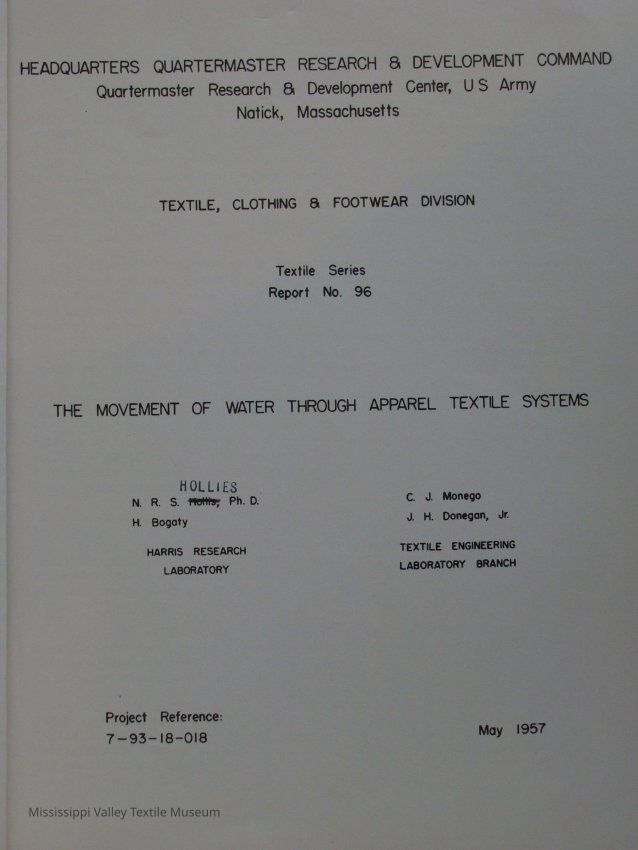 HEADQUARTERS QUARTERMASTER RESEARCH & DEVELOPMENT COMMAND
Quartermaster Research & Development Center, U S Army
Natick, Massachusetts
TEXTILE, CLOTHING & FOOTWEAR DIVISION
Textile Series
Report No. 96
THE MOVEMENT OF WATER THROUGH APPAREL TEXTILE SYSTEMS
HOLLIES
N. R. S. Hollis, Ph. D.
H. Bogaty
HARRIS RESEARCH
LABORATORY
C. J. Monego
J. H. Donegan, Jr.
TEXTILE ENGINEERING
LABORATORY BRANCH
Project Reference:
7-93-18-018
May 1957
Mississippi Valley Textile Museum